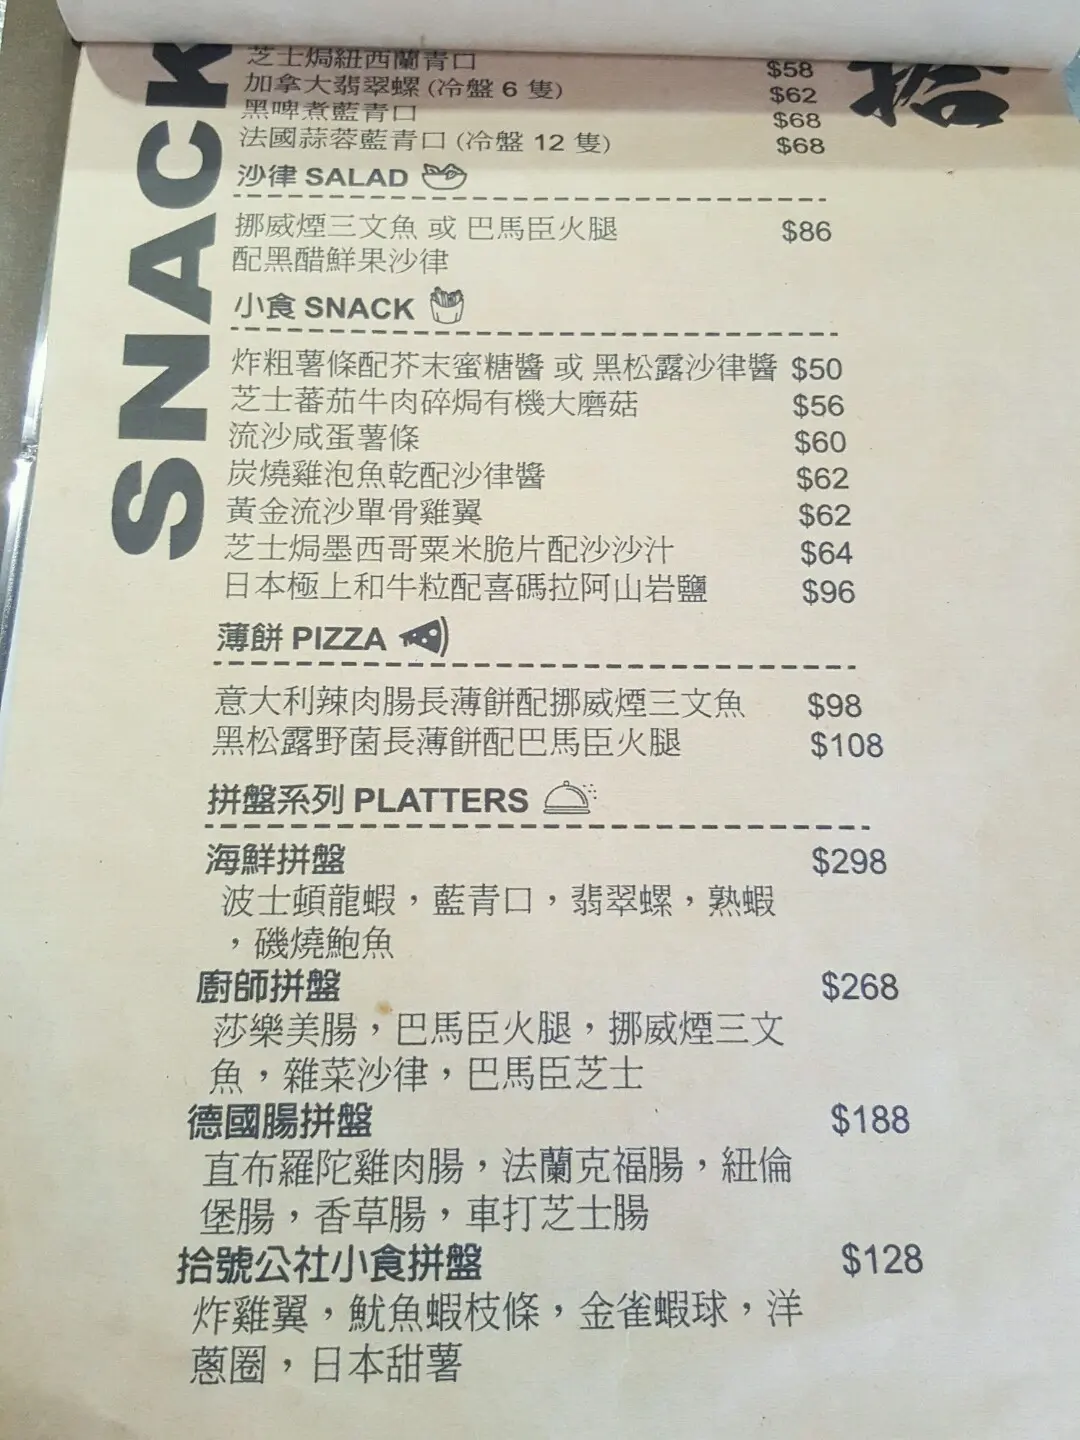 SNACK
拾
芝士焗紐西蘭青口 $58
加拿大翡翠螺 (冷盤 6 隻) $62
黑啤煮藍青口 $68
法國蒜蓉藍青口 (冷盤 12 隻) $68
沙律 SALAD
挪威煙三文魚 或 巴馬臣火腿 $86
配黑醋鮮果沙律
小食 SNACK
炸粗薯條配芥末蜜糖醬 或 黑松露沙律醬 $50
芝士蕃茄牛肉碎焗有機大磨菇 $56
流沙咸蛋薯條 $60
炭燒雞泡魚乾配沙律醬 $62
黃金流沙單骨雞翼 $62
芝士焗墨西哥粟米脆片配沙沙汁 $64
日本極上和牛粒配喜碼拉阿山岩鹽 $96
薄餅 PIZZA
意大利辣肉腸長薄餅配挪威煙三文魚 $98
黑松露野菌長薄餅配巴馬臣火腿 $108
拼盤系列 PLATTERS
海鮮拼盤 $298
波士頓龍蝦，藍青口，翡翠螺，熟蝦
，磯燒鮑魚
廚師拼盤 $268
莎樂美腸，巴馬臣火腿，挪威煙三文
魚，雜菜沙律，巴馬臣芝士
德國腸拼盤 $188
直布羅陀雞肉腸，法蘭克福腸，紐倫
堡腸，香草腸，車打芝士腸
拾號公社小食拼盤 $128
炸雞翼，魷魚蝦枝條，金雀蝦球，洋
蔥圈，日本甜薯